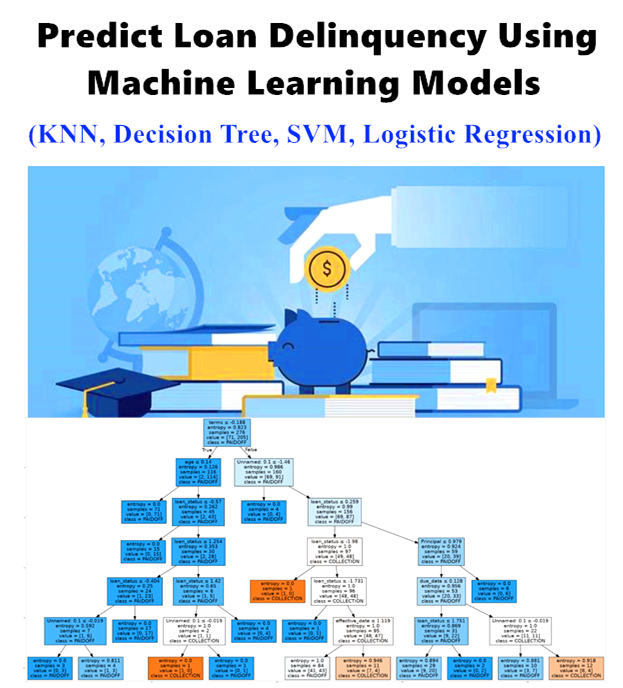 Predict Loan Delinquency Using
Machine Learning Models
(KNN, Decision Tree, SVM, Logistic Regression)
$
terms ≤ -0.188
entropy = 0.823
samples = 276
value = [71, 205]
class = PAIDOFF
True
False
age ≤ 0.14
entropy = 0.126
samples = 116
value = [2, 114]
class = PAIDOFF
Unnamed: 0.1 ≤ -1.46
entropy = 0.986
samples = 160
value = [69, 91]
class = PAIDOFF
entropy = 0.0
samples = 71
value = [0, 71]
class = PAIDOFF
loan_status ≤ -0.57
entropy = 0.262
samples = 45
value = [2, 43]
class = PAIDOFF
entropy = 0.0
samples = 4
value = [0, 4]
class = PAIDOFF
loan_status ≤ 0.259
entropy = 0.99
samples = 156
value = [69, 87]
class = PAIDOFF
entropy = 0.0
samples = 15
value = [0, 15]
class = PAIDOFF
loan_status ≤ 1.254
entropy = 0.353
samples = 30
value = [2, 28]
class = PAIDOFF
loan_status ≤ -1.98
entropy = 1.0
samples = 97
value = [49, 48]
class = COLLECTION
Principal ≤ 0.979
entropy = 0.924
samples = 59
value = [20, 39]
class = PAIDOFF
loan_status ≤ -0.404
entropy = 0.25
samples = 24
value = [1, 23]
class = PAIDOFF
loan_status ≤ 1.42
entropy = 0.65
samples = 6
value = [1, 5]
class = PAIDOFF
entropy = 0.0
samples = 1
value = [1, 0]
class = COLLECTION
loan_status ≤ -1.731
entropy = 1.0
samples = 96
value = [48, 48]
class = COLLECTION
due_date ≤ 0.128
entropy = 0.956
samples = 53
value = [20, 33]
class = PAIDOFF
entropy = 0.0
samples = 6
value = [0, 6]
class = PAIDOFF
Unnamed: 0.1 ≤ -0.019
entropy = 0.592
samples = 7
value = [1, 6]
class = PAIDOFF
entropy = 0.0
samples = 17
value = [0, 17]
class = PAIDOFF
Unnamed: 0.1 ≤ -0.019
entropy = 1.0
samples = 2
value = [1, 1]
class = COLLECTION
entropy = 0.0
samples = 4
value = [0, 4]
class = PAIDOFF
entropy = 0.0
samples = 1
value = [0, 1]
class = PAIDOFF
effective_date ≤ 1.119
entropy = 1.0
samples = 95
value = [48, 47]
class = COLLECTION
loan_status ≤ 1.751
entropy = 0.869
samples = 31
value = [9, 22]
class = PAIDOFF
Unnamed: 0.1 ≤ -0.019
entropy = 1.0
samples = 22
value = [11, 11]
class = COLLECTION
entropy = 0.0
samples = 3
value = [0, 3]
class = PAIDOFF
entropy = 0.811
samples = 4
value = [1, 3]
class = PAIDOFF
entropy = 0.0
samples = 1
value = [1, 0]
class = COLLECTION
entropy = 0.0
samples = 1
value = [0, 1]
class = PAIDOFF
entropy = 1.0
samples = 84
value = [41, 43]
class = PAIDOFF
entropy = 0.946
samples = 11
value = [7, 4]
class = COLLECTION
entropy = 0.894
samples = 29
value = [9, 20]
class = PAIDOFF
entropy = 0.0
samples = 2
value = [0, 2]
class = PAIDOFF
entropy = 0.881
samples = 10
value = [3, 7]
class = PAIDOFF
entropy = 0.918
samples = 12
value = [8, 4]
class = COLLECTION